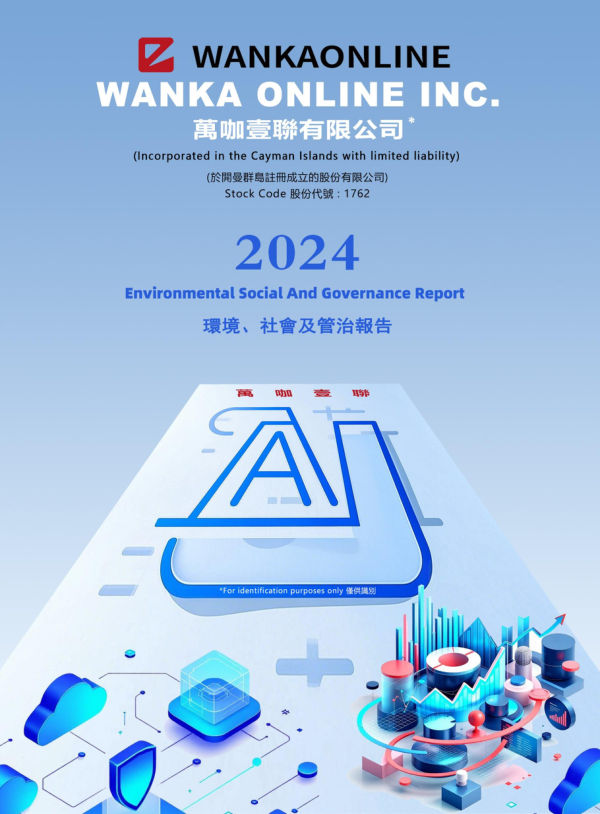 WANKAONLINE
WANKA ONLINE INC.
萬咖壹聯有限公司*
(Incorporated in the Cayman Islands with limited liability)
(於開曼群島註冊成立的股份有限公司)
Stock Code 股份代號：1762
2024
Environmental Social And Governance Report
環境、社會及管治報告
萬咖壹聯
AI
*For identification purposes only 僅供識別